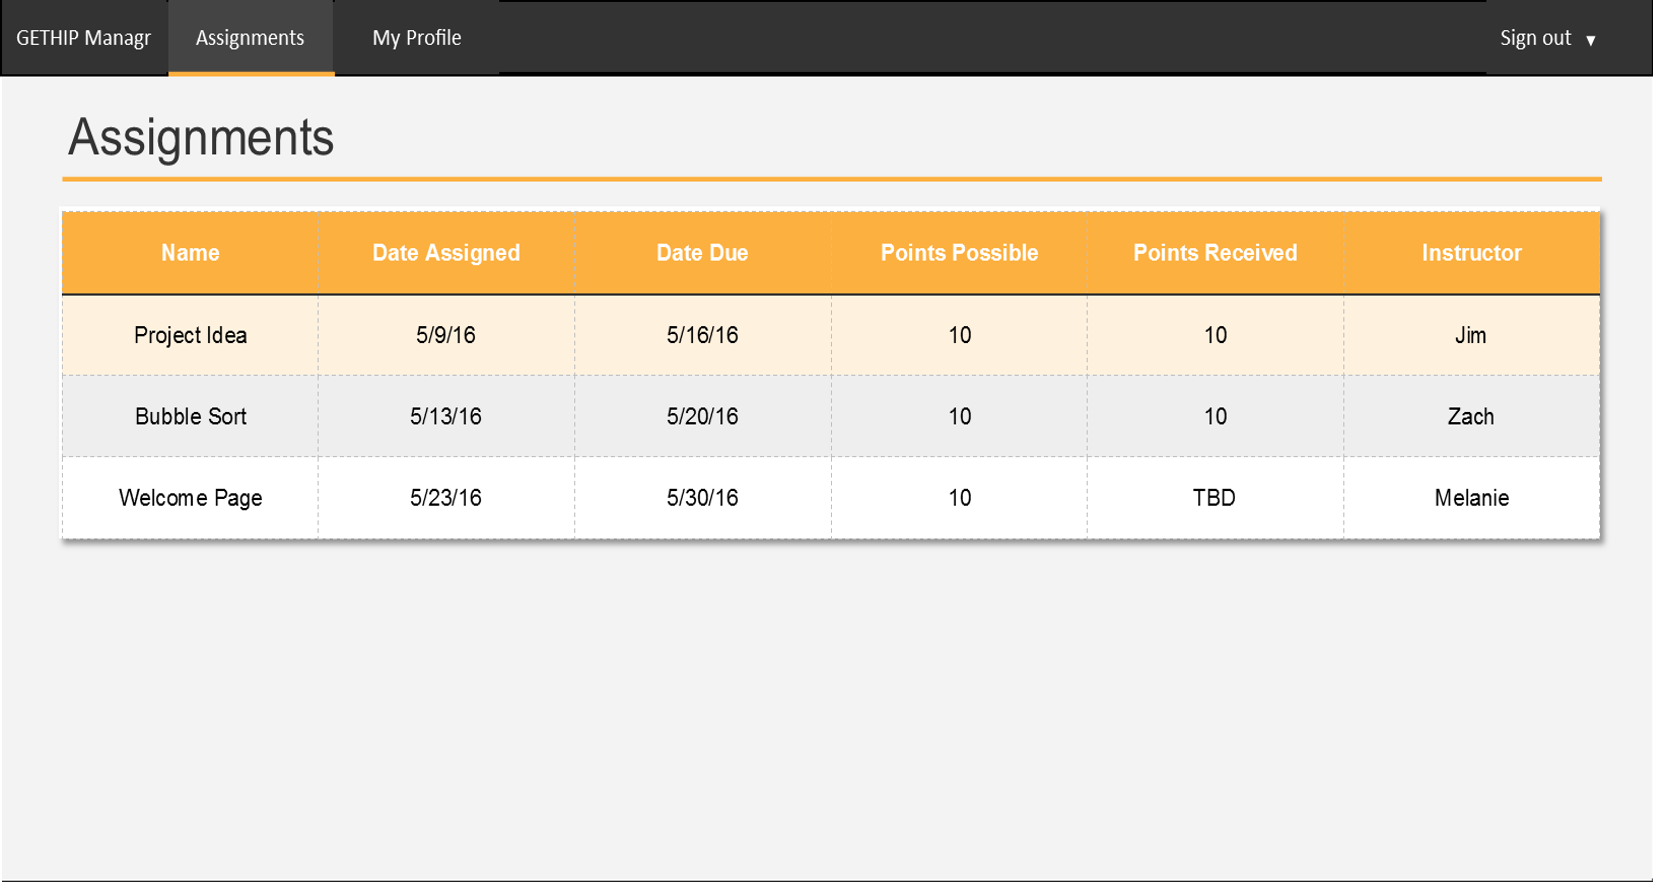 GETHIP Managr Assignments My Profile Sign out ▼
Assignments
Name Date Assigned Date Due Points Possible Points Received Instructor
Project Idea 5/9/16 5/16/16 10 10 Jim
Bubble Sort 5/13/16 5/20/16 10 10 Zach
Welcome Page 5/23/16 5/30/16 10 TBD Melanie